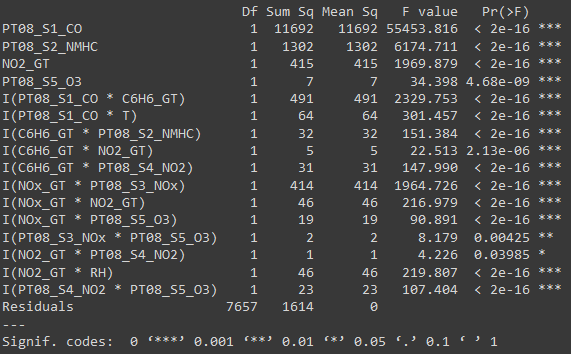 Df Sum Sq Mean Sq F value Pr(>F)
PT08_S1_CO 1 11692 11692 55453.816 < 2e-16 ***
PT08_S2_NMHC 1 1302 1302 6174.711 < 2e-16 ***
NO2_GT 1 415 415 1969.879 < 2e-16 ***
PT08_S5_O3 1 7 7 34.398 4.68e-09 ***
I(PT08_S1_CO * C6H6_GT) 1 491 491 2329.753 < 2e-16 ***
I(PT08_S1_CO * T) 1 64 64 301.457 < 2e-16 ***
I(C6H6_GT * PT08_S2_NMHC) 1 32 32 151.384 < 2e-16 ***
I(C6H6_GT * NO2_GT) 1 5 5 22.513 2.13e-06 ***
I(C6H6_GT * PT08_S4_NO2) 1 31 31 147.990 < 2e-16 ***
I(NOx_GT * PT08_S3_NOx) 1 414 414 1964.726 < 2e-16 ***
I(NOx_GT * NO2_GT) 1 46 46 216.979 < 2e-16 ***
I(NOx_GT * PT08_S5_O3) 1 19 19 90.891 < 2e-16 ***
I(PT08_S3_NOx * PT08_S5_O3) 1 2 2 8.179 0.00425 **
I(NO2_GT * PT08_S4_NO2) 1 1 1 4.226 0.03985 *
I(NO2_GT * RH) 1 46 46 219.807 < 2e-16 ***
I(PT08_S4_NO2 * PT08_S5_O3) 1 23 23 107.404 < 2e-16 ***
Residuals 7657 1614 0
---
Signif. codes: 0 ‘***’ 0.001 ‘**’ 0.01 ‘*’ 0.05 ‘.’ 0.1 ‘ ’ 1